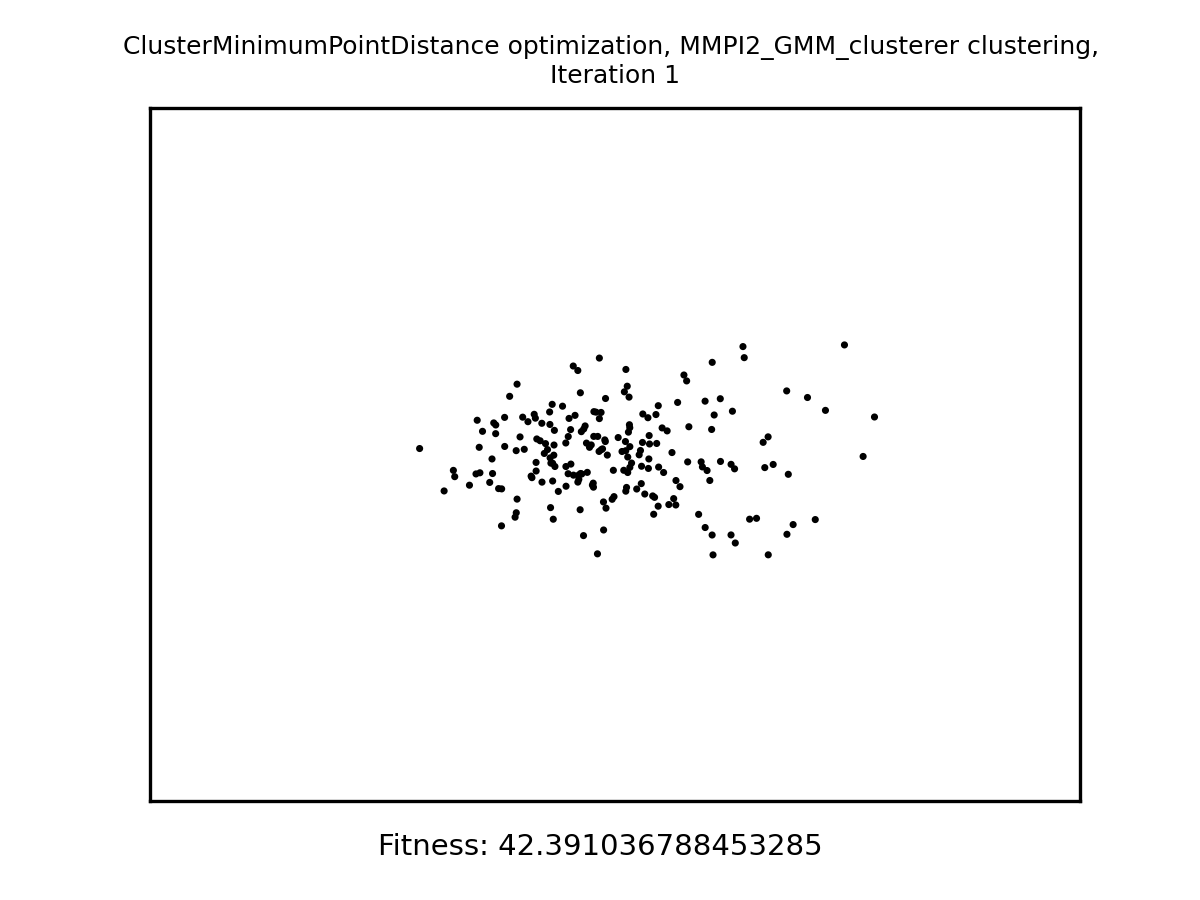 ClusterMinimumPointDistance optimization, MMPI2_GMM_clusterer clustering,
Iteration 1
Fitness: 42.391036788453285